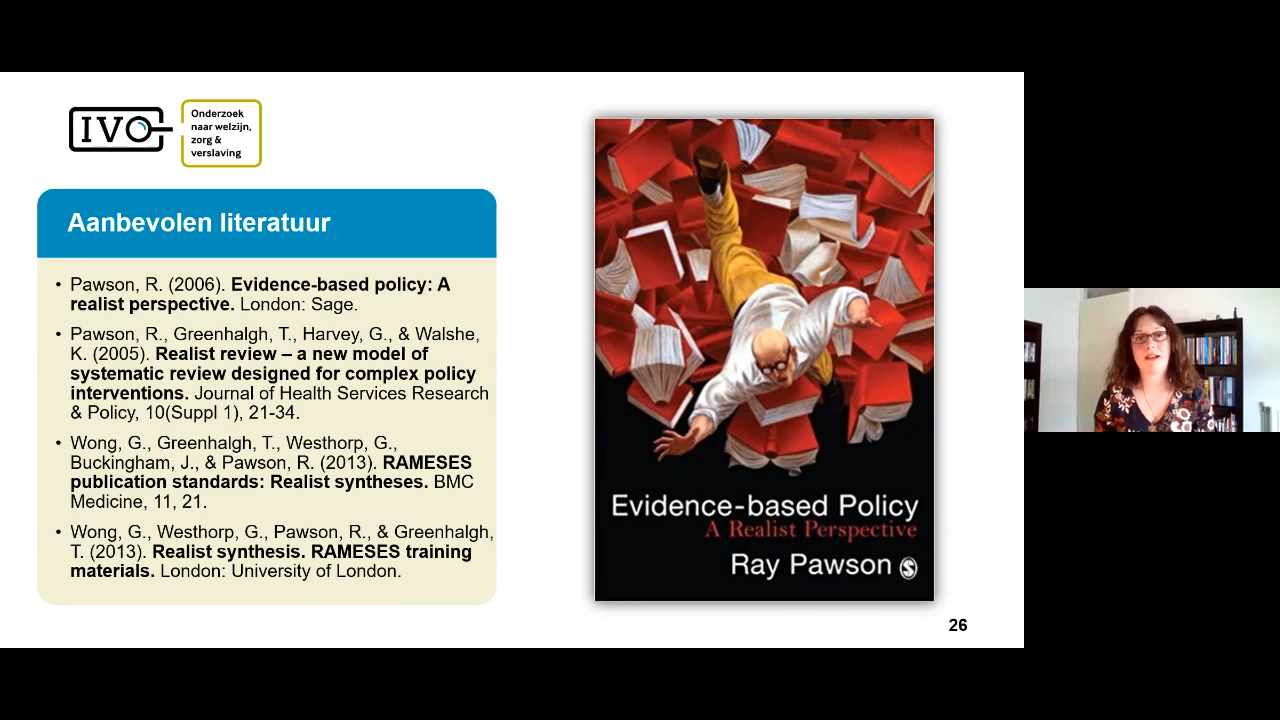 IVO
Onderzoek
naar welzijn,
zorg &
verslaving
Aanbevolen literatuur
• Pawson, R. (2006). Evidence-based policy: A
realist perspective. London: Sage.
• Pawson, R., Greenhalgh, T., Harvey, G., & Walshe,
K. (2005). Realist review – a new model of
systematic review designed for complex policy
interventions. Journal of Health Services Research
& Policy, 10(Suppl 1), 21-34.
• Wong, G., Greenhalgh, T., Westhorp, G.,
Buckingham, J., & Pawson, R. (2013). RAMESES
publication standards: Realist syntheses. BMC
Medicine, 11, 21.
• Wong, G., Westhorp, G., Pawson, R., & Greenhalgh,
T. (2013). Realist synthesis. RAMESES training
materials. London: University of London.
Evidence-based Policy
A Realist Perspective
Ray Pawson
26